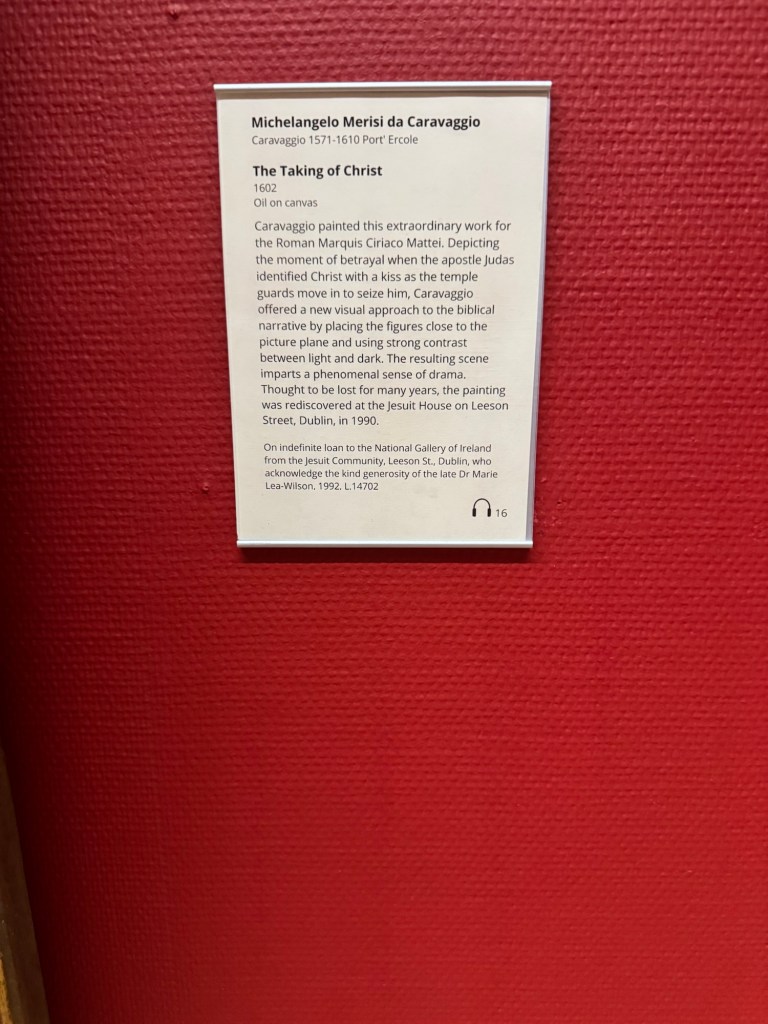 Michelangelo Merisi da Caravaggio
Caravaggio 1571-1610 Port' Ercole
The Taking of Christ
1602
Oil on canvas
Caravaggio painted this extraordinary work for
the Roman Marquis Ciriaco Mattei. Depicting
the moment of betrayal when the apostle Judas
identified Christ with a kiss as the temple
guards move in to seize him, Caravaggio
offered a new visual approach to the biblical
narrative by placing the figures close to the
picture plane and using strong contrast
between light and dark. The resulting scene
imparts a phenomenal sense of drama.
Thought to be lost for many years, the painting
was rediscovered at the Jesuit House on Leeson
Street, Dublin, in 1990.
On indefinite loan to the National Gallery of Ireland
from the Jesuit Community, Leeson St., Dublin, who
acknowledge the kind generosity of the late Dr Marie
Lea-Wilson, 1992. L.14702
16